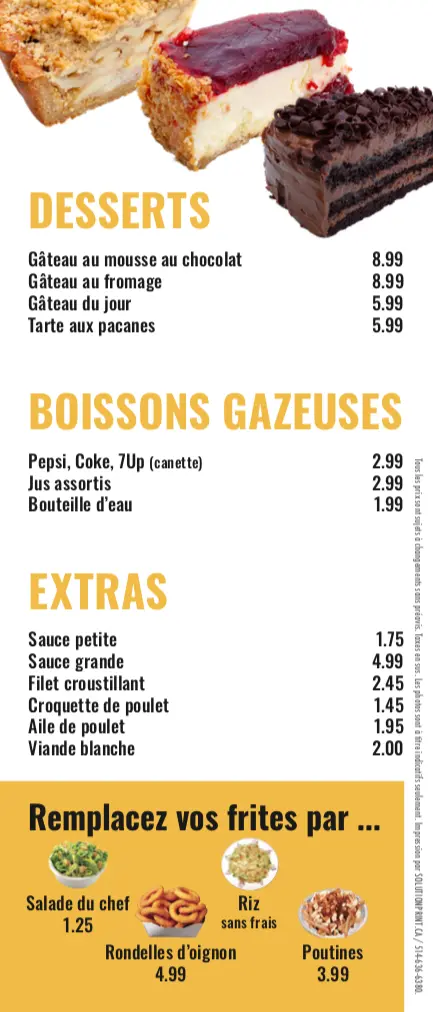 DESSERTS
Gâteau au mousse au chocolat 8.99
Gâteau au fromage 8.99
Gâteau du jour 5.99
Tarte aux pacanes 5.99
BOISSONS GAZEUSES
Pepsi, Coke, 7Up (canette) 2.99
Jus assortis 2.99
Bouteille d'eau 1.99
EXTRAS
Sauce petite 1.75
Sauce grande 4.99
Filet croustillant 2.45
Croquette de poulet 1.45
Aile de poulet 1.95
Viande blanche 2.00
Remplacez vos frites par ...
Salade du chef
1.25
Rondelles d'oignon
4.99
Riz
sans frais
Poutines
3.99
Tous les prix sont sujets à changements sans préavis. Taxes en sus. Les photos sont à titre indicatifs seulement. Impression par SOLUTIONPRINT.CA / 514-636-6380.